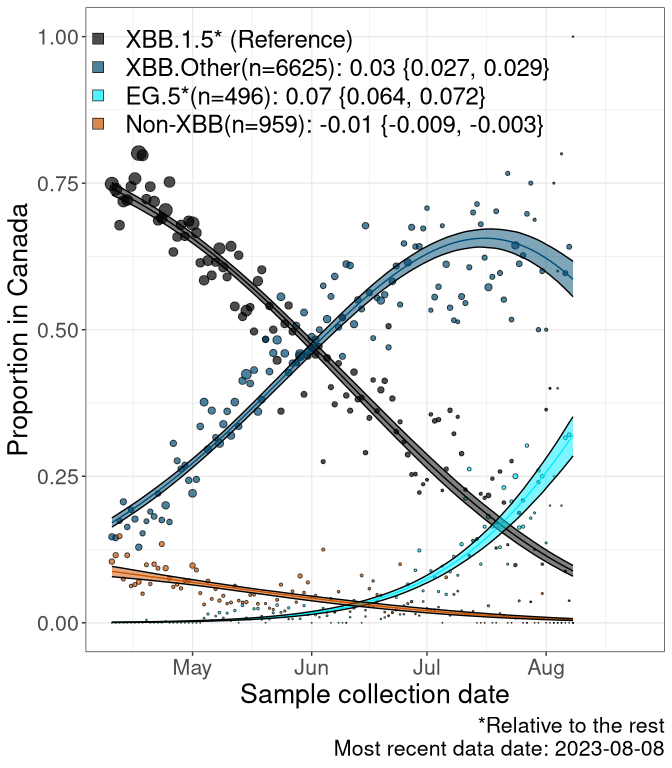 1.00
0.75
0.50
0.25
0.00
Proportion in Canada
XBB.1.5* (Reference)
XBB.Other(n=6625): 0.03 {0.027, 0.029}
EG.5*(n=496): 0.07 {0.064, 0.072}
Non-XBB(n=959): -0.01 {-0.009, -0.003}
May Jun Jul Aug
Sample collection date
*Relative to the rest
Most recent data date: 2023-08-08